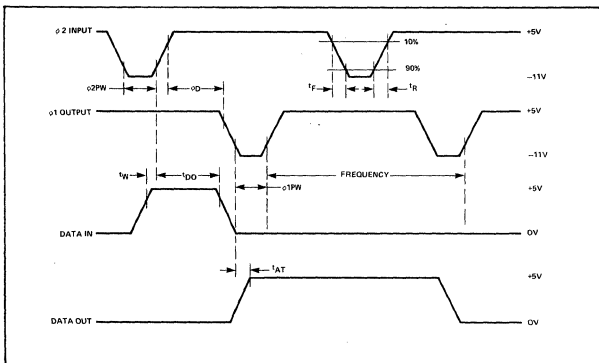 φ2 INPUT
+5V
10%
90%
φ2PW
φD
tF
tR
-11V
φ1 OUTPUT
+5V
-11V
tW
tDO
φ1PW
FREQUENCY
+5V
DATA IN
0V
tAT
+5V
DATA OUT
0V